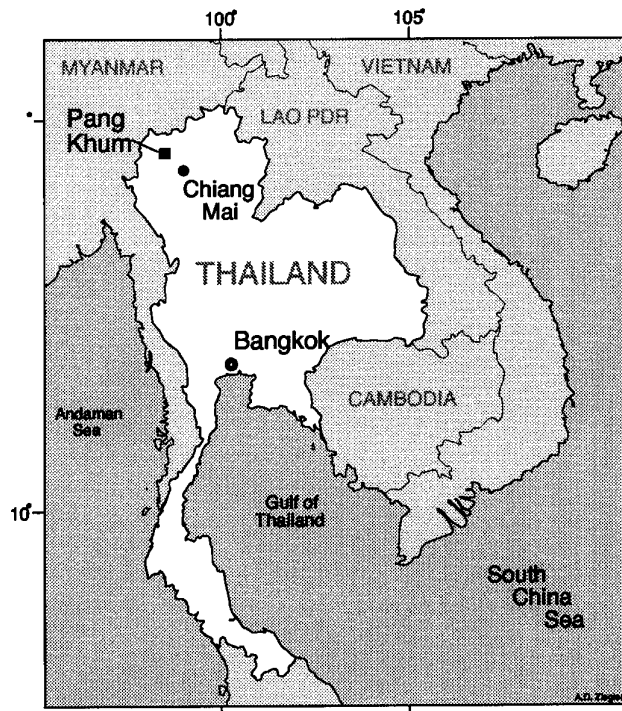 100°
105°
MYANMAR
VIETNAM
LAO PDR
Pang
Khum
Chiang
Mai
THAILAND
Bangkok
CAMBODIA
Andaman
Sea
10°
Gulf of
Thailand
South
China
Sea
A.D.